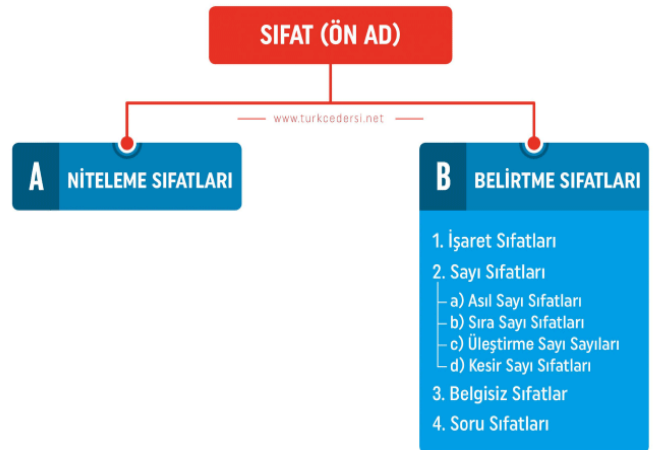 SIFAT (ÖN AD)
www.turkcedersi.net
A NİTELEME SIFATLARI
B BELİRTME SIFATLARI
1. İşaret Sıfatları
2. Sayı Sıfatları
a) Asıl Sayı Sıfatları
b) Sıra Sayı Sıfatları
c) Üleştirme Sayı Sayıları
d) Kesir Sayı Sıfatları
3. Belgisiz Sıfatlar
4. Soru Sıfatları